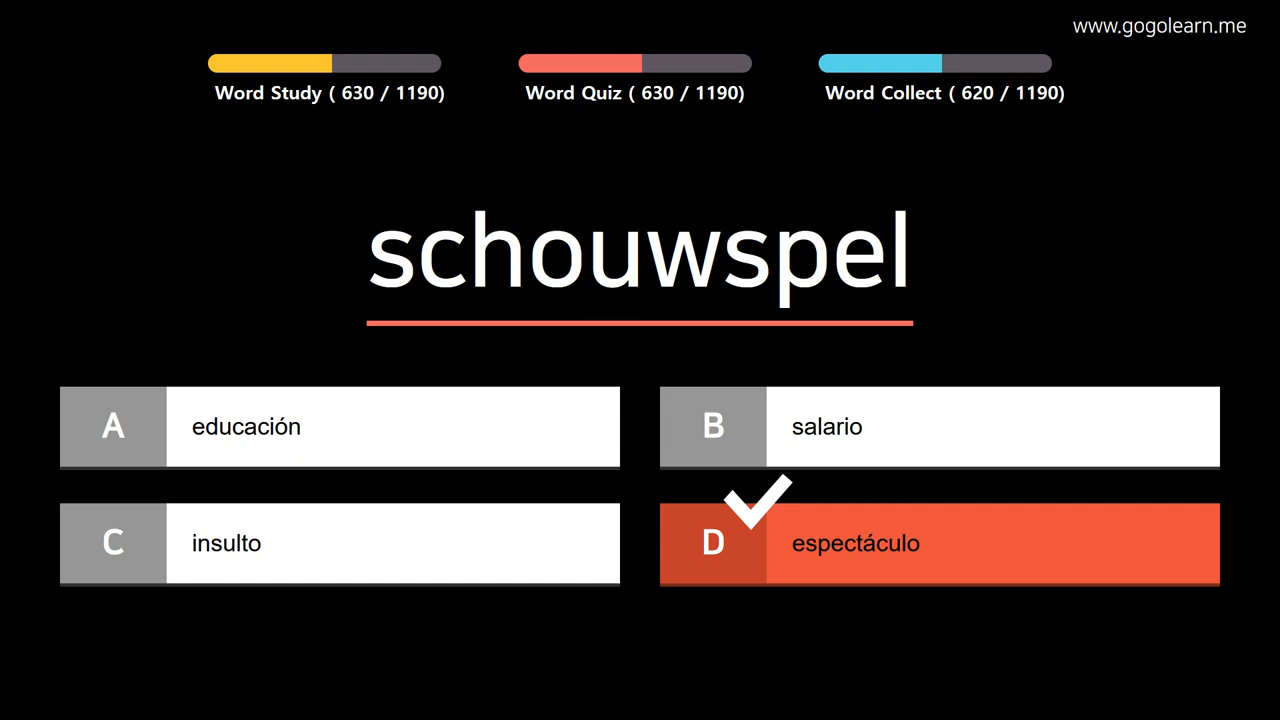 www.gogolearn.me
Word Study ( 630 / 1190)
Word Quiz ( 630 / 1190)
Word Collect ( 620 / 1190)
schouwspel
A educación
B salario
C insulto
D espectáculo